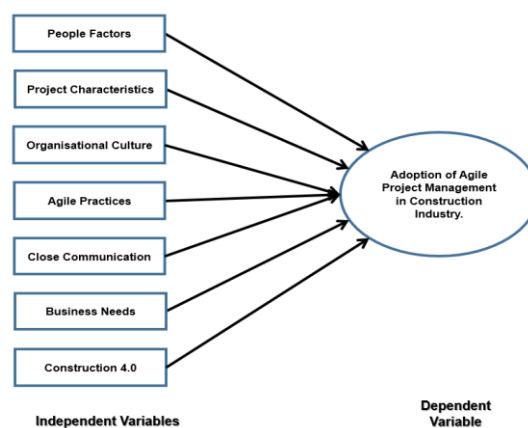 People Factors
Project Characteristics
Organisational Culture
Agile Practices
Close Communication
Business Needs
Construction 4.0
Adoption of Agile
Project Management
in Construction
Industry.
Independent Variables
Dependent
Variable